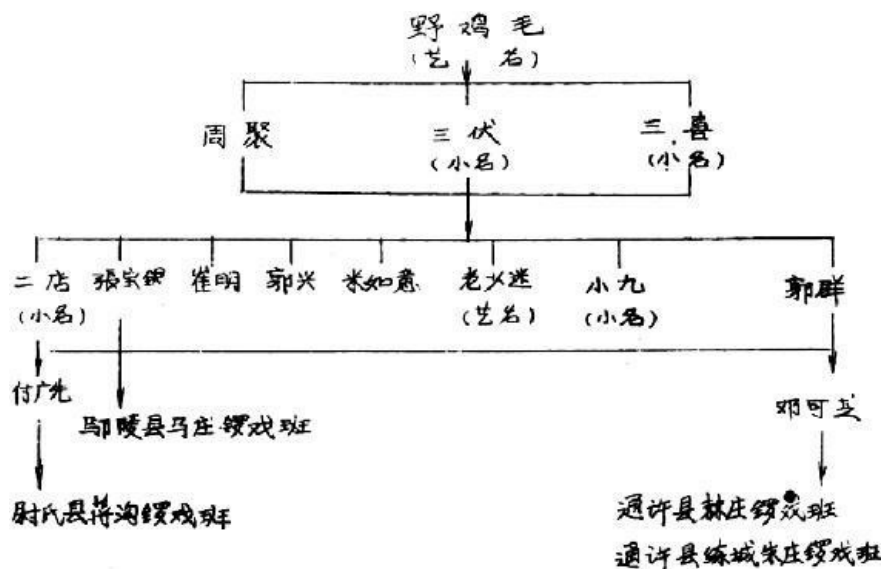 野鸡毛
(艺名)
周聚
三伏
(小名)
三喜
(小名)
二店
(小名)
張宝银
崔明
郭兴
米如意
老义迷
(艺名)
小九
(小名)
郭群
付广先
邓可芝
鄢陵县马庄锣戏班
尉氏县蒋沟锣戏班
通许县林庄锣戏班
通许县练城朱庄锣戏班